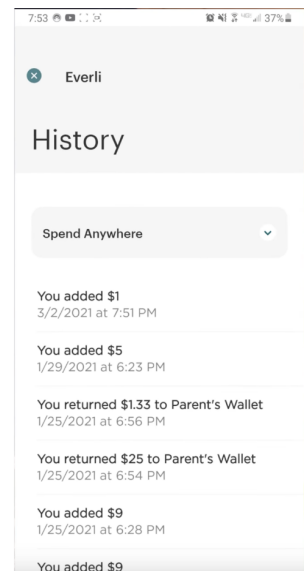 7:53 37%
Everli
History
Spend Anywhere
You added $1
3/2/2021 at 7:51 PM
You added $5
1/29/2021 at 6:23 PM
You returned $1.33 to Parent's Wallet
1/25/2021 at 6:56 PM
You returned $25 to Parent's Wallet
1/25/2021 at 6:54 PM
You added $9
1/25/2021 at 6:28 PM
You added $9